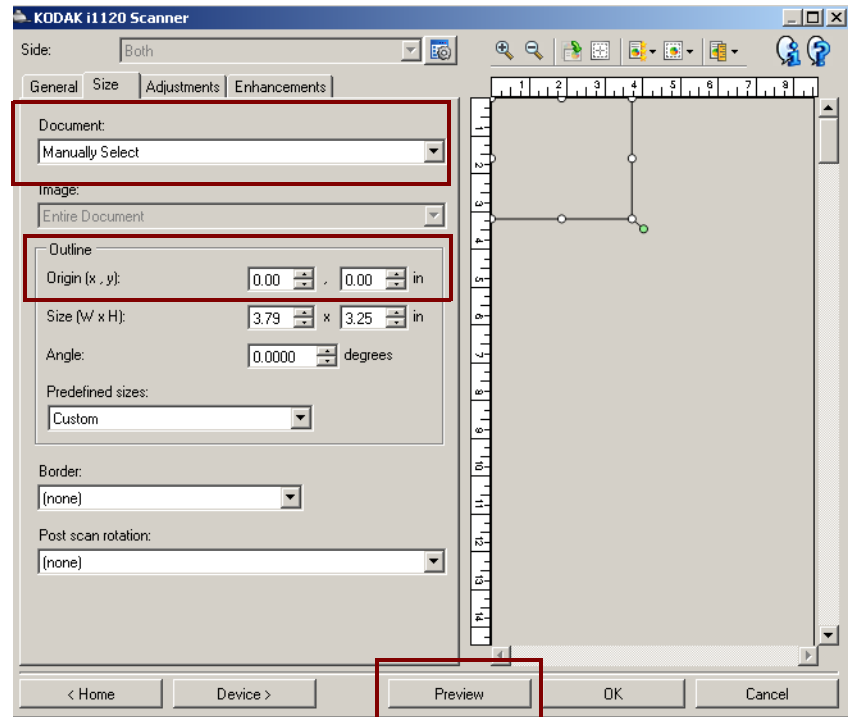 KODAK i1120 Scanner
Side: Both
General Size Adjustments Enhancements
Document:
Manually Select
Image:
Entire Document
Outline
Origin (x , y): 0.00 , 0.00 in
Size (W x H): 3.79 x 3.25 in
Angle: 0.0000 degrees
Predefined sizes:
Custom
Border:
(none)
Post scan rotation:
(none)
1 2 3 4 5 6 7 8
1
2
3
4
5
6
7
8
9
10
11
12
13
14
< Home Device > Preview OK Cancel